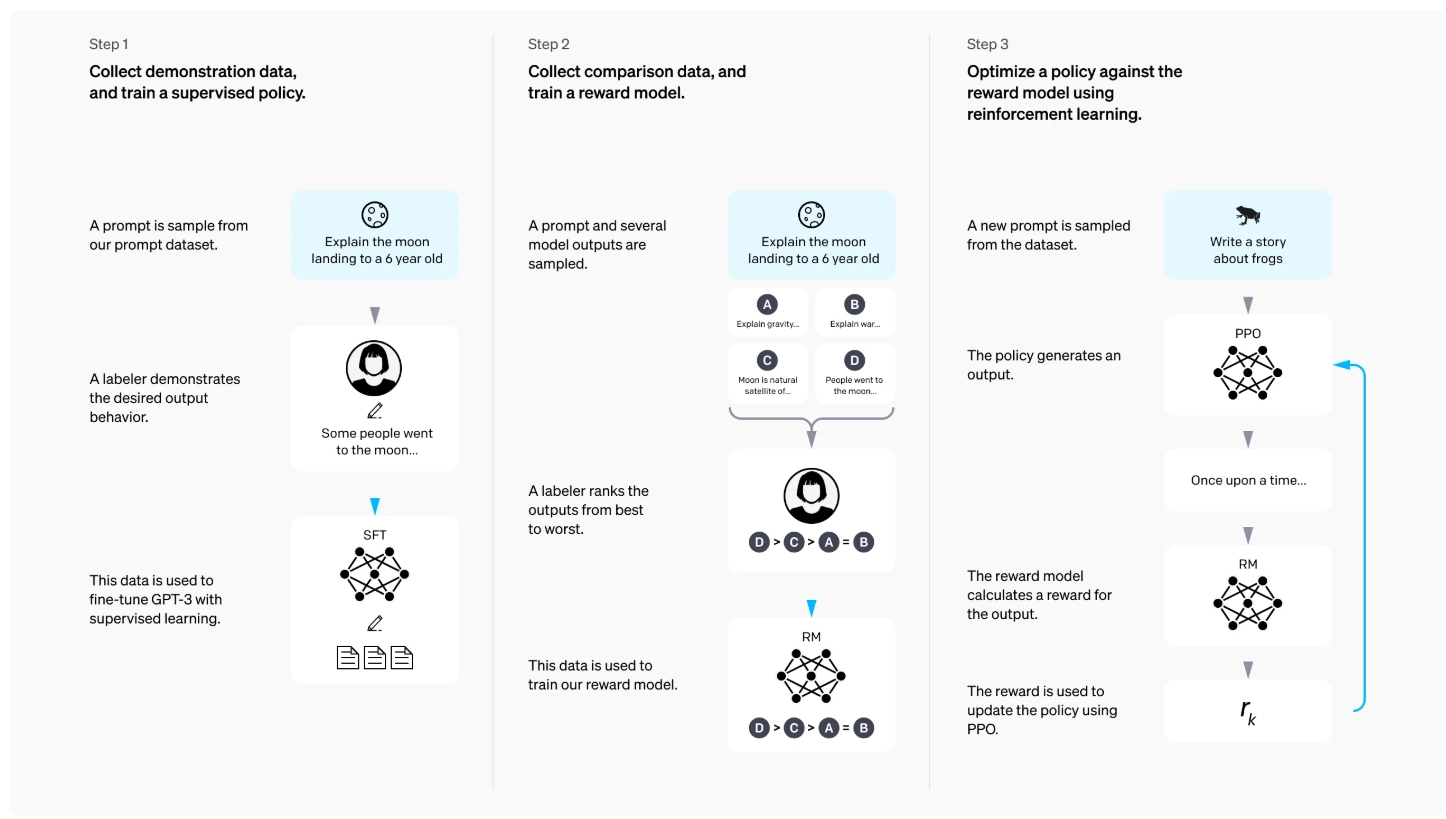 Step 1
Collect demonstration data,
and train a supervised policy.
A prompt is sample from
our prompt dataset.
Explain the moon
landing to a 6 year old
A labeler demonstrates
the desired output
behavior.
Some people went
to the moon...
This data is used to
fine-tune GPT-3 with
supervised learning.
SFT
Step 2
Collect comparison data, and
train a reward model.
A prompt and several
model outputs are
sampled.
Explain the moon
landing to a 6 year old
A
Explain gravity...
B
Explain war...
C
Moon is natural
satellite of...
D
People went to
the moon...
A labeler ranks the
outputs from best
to worst.
D > C > A = B
This data is used to
train our reward model.
RM
D > C > A = B
Step 3
Optimize a policy against the
reward model using
reinforcement learning.
A new prompt is sampled
from the dataset.
Write a story
about frogs
The policy generates an
output.
PPO
Once upon a time...
The reward model
calculates a reward for
the output.
RM
The reward is used to
update the policy using
PPO.
rk